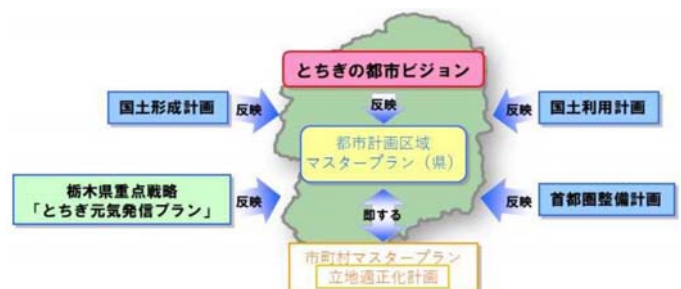 とちぎの都市ビジョン
国土形成計画
反映
反映
反映
国土利用計画
都市計画区域
マスタープラン（県）
栃木県重点戦略
「とちぎ元気発信プラン」
反映
即する
反映
首都圏整備計画
市町村マスタープラン
立地適正化計画